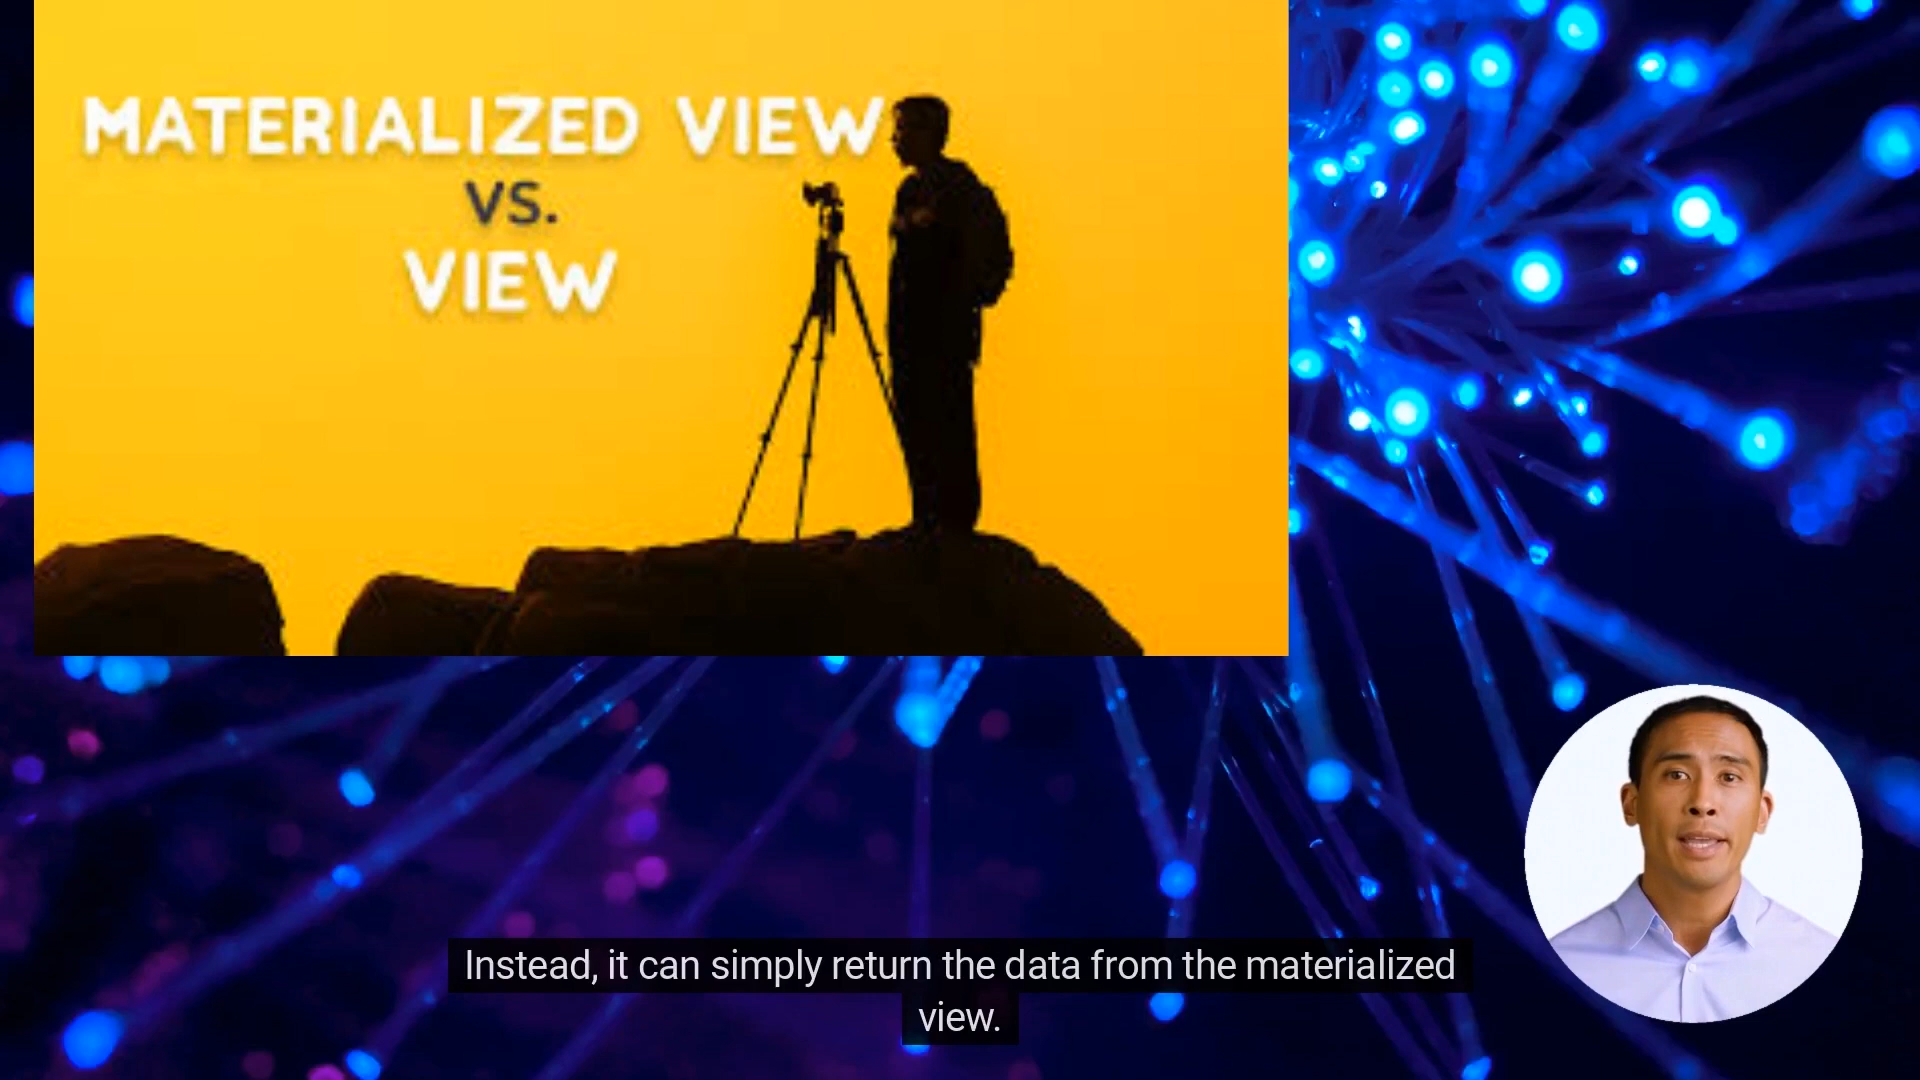 MATERIALIZED VIEW
VS.
VIEW
Instead, it can simply return the data from the materialized
view.